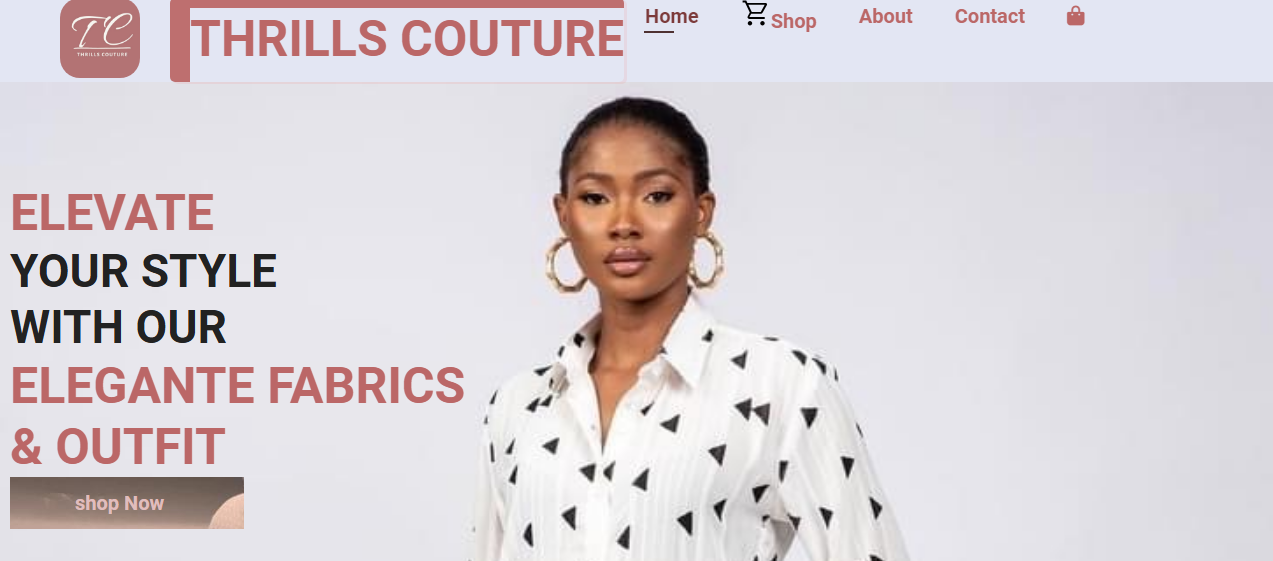 TC
THRILLS COUTURE
THRILLS COUTURE
Home
Shop
About
Contact
ELEVATE
YOUR STYLE
WITH OUR
ELEGANTE FABRICS
& OUTFIT
shop Now